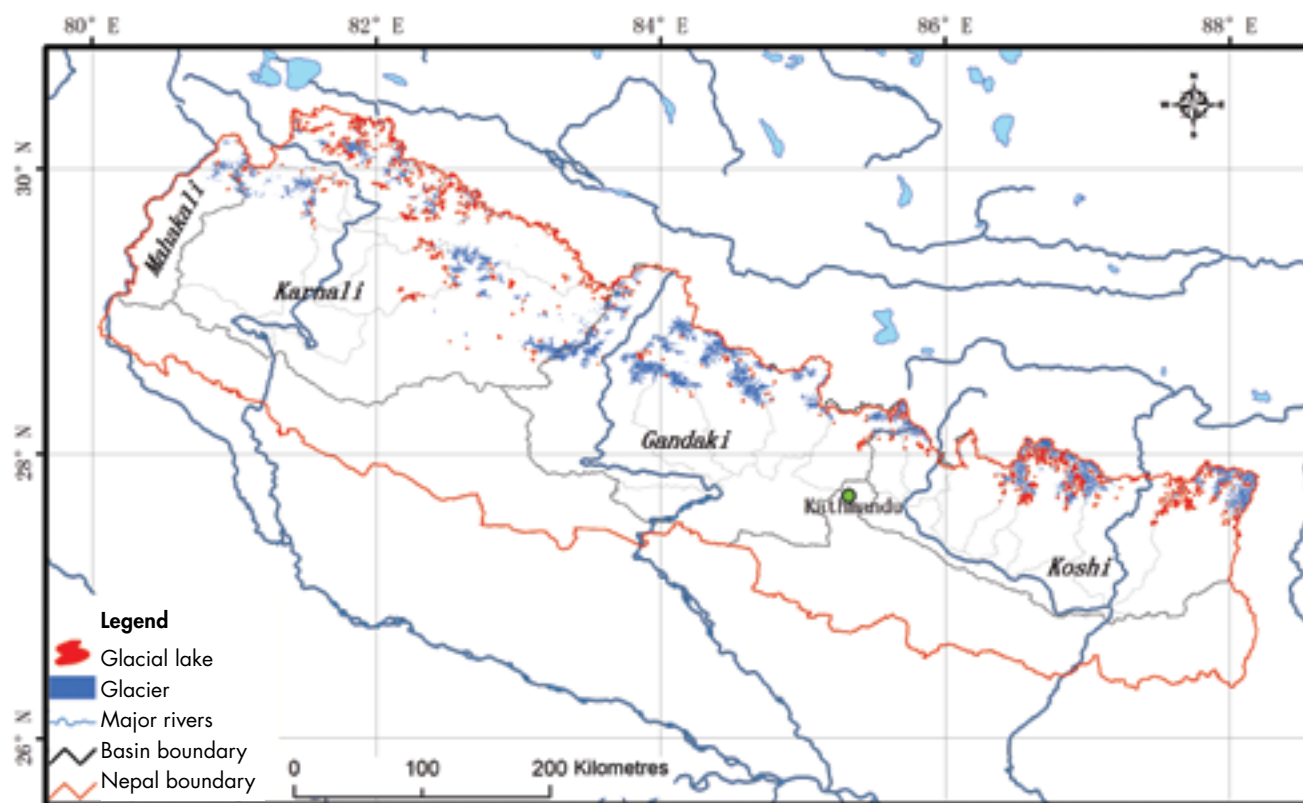 80° E 82° E 84° E 86° E 88° E
30° N
28° N
26° N
Mahakali
Karnali
Gandaki
Kathmandu
Koshi
Legend
Glacial lake
Glacier
Major rivers
Basin boundary
Nepal boundary
0 100 200 Kilometres